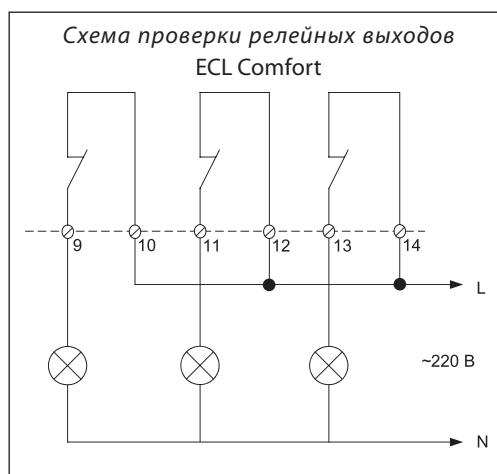 Схема проверки релейных выходов
ECL Comfort
9 10 11 12 13 14
L
~220 В
N